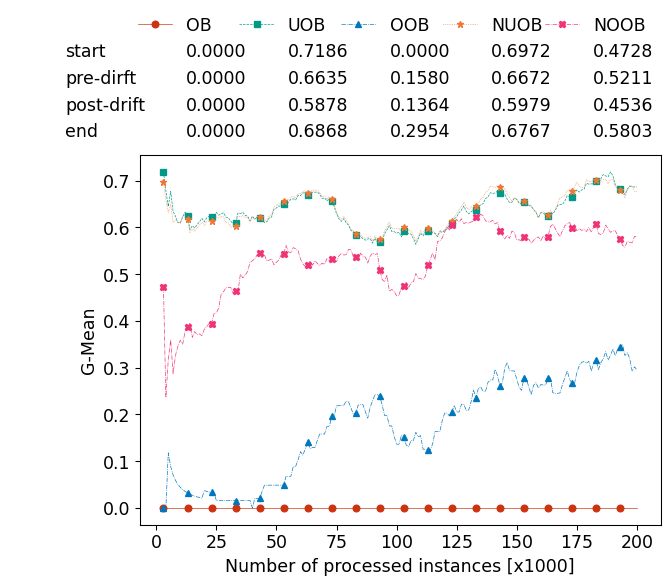 OB UOB OOB NUOB NOOB
start 0.0000 0.7186 0.0000 0.6972 0.4728
pre-dirft 0.0000 0.6635 0.1580 0.6672 0.5211
post-drift 0.0000 0.5878 0.1364 0.5979 0.4536
end 0.0000 0.6868 0.2954 0.6767 0.5803
0.7
0.6
0.5
0.4
0.3
0.2
0.1
0.0
G-Mean
0 25 50 75 100 125 150 175 200
Number of processed instances [x1000]